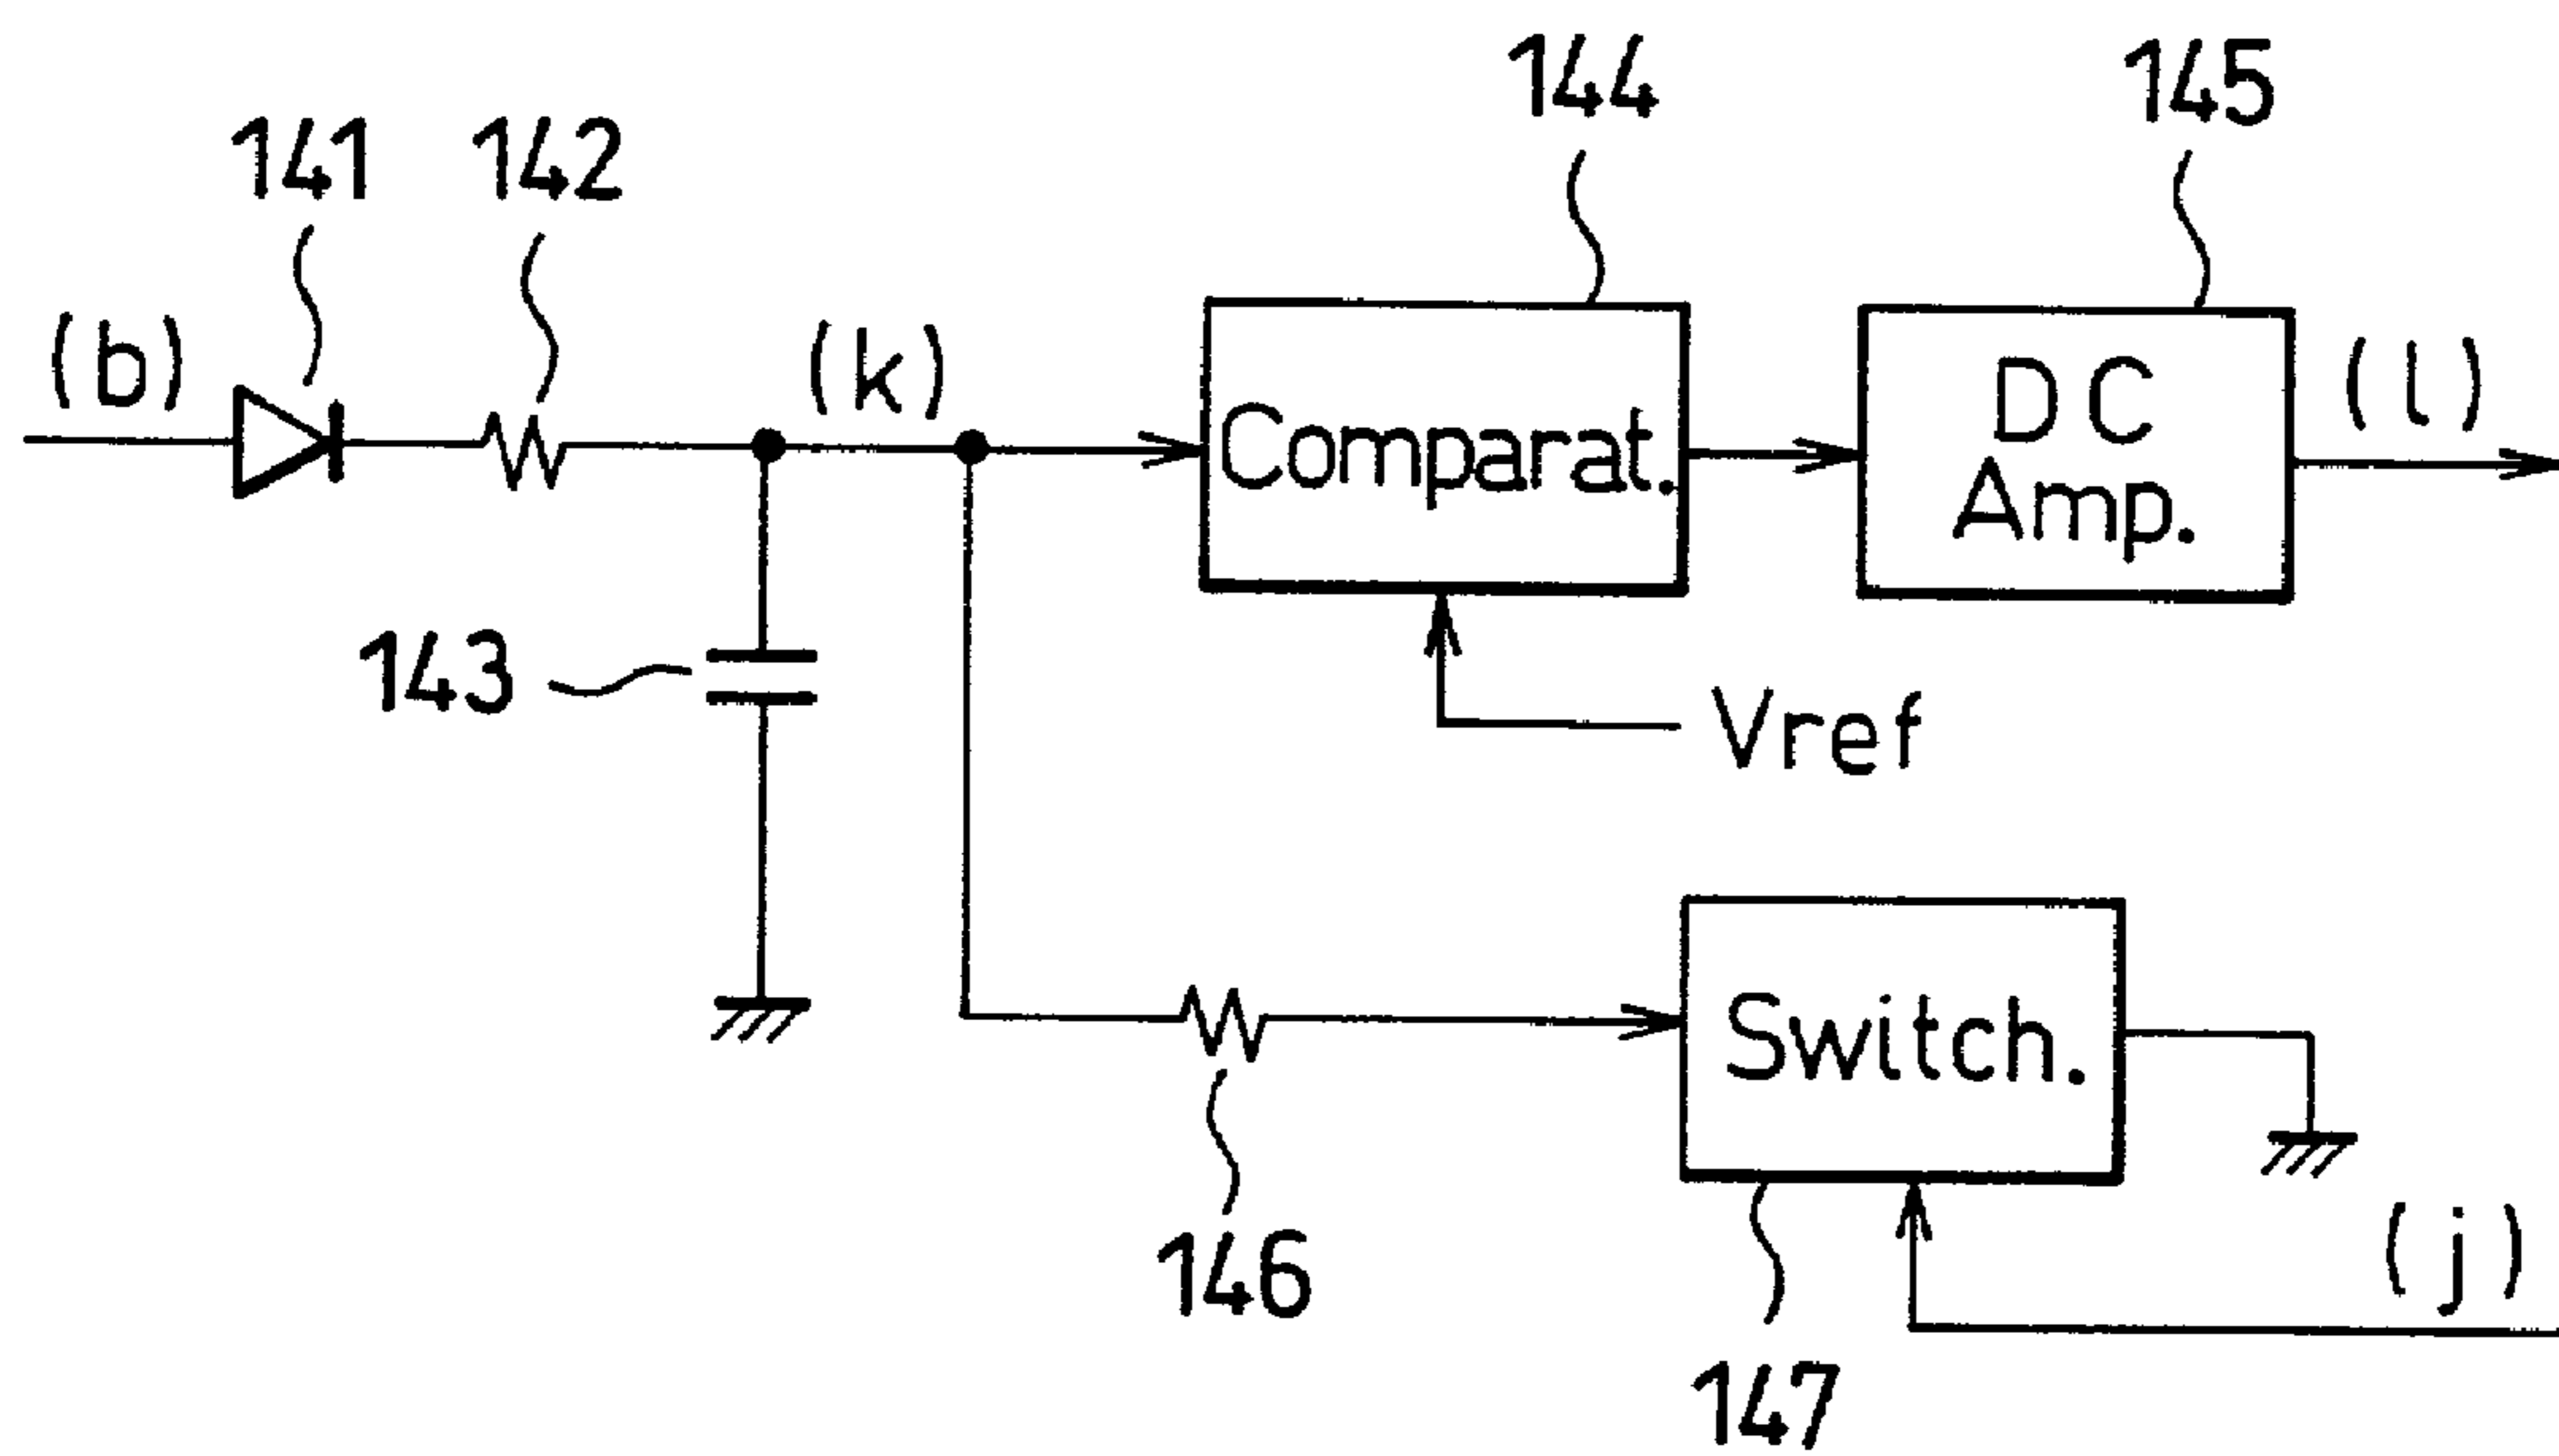 144
145
141
142
(b)
(k)
Comparat.
DC
Amp.
(l)
143
Vref
Switch.
146
(j)
147